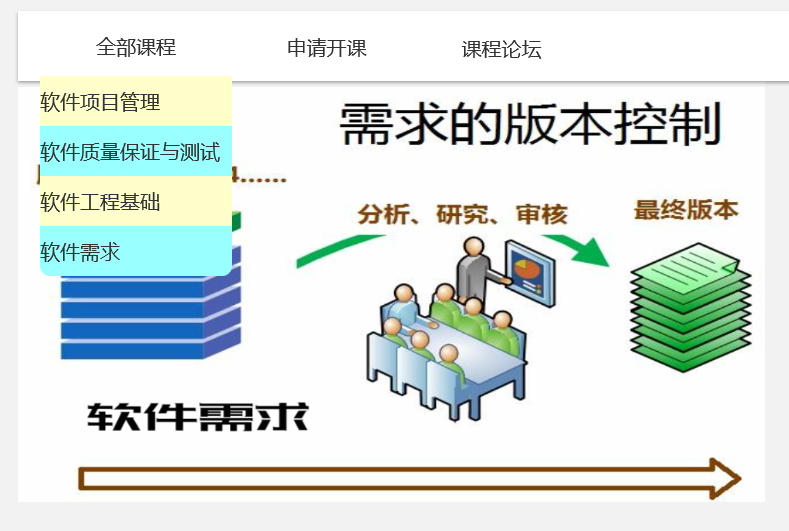 全部课程
申请开课
课程论坛
软件项目管理
需求的版本控制
软件质量保证与测试
4……
软件工程基础
分析、研究、审核
最终版本
软件需求
软件需求